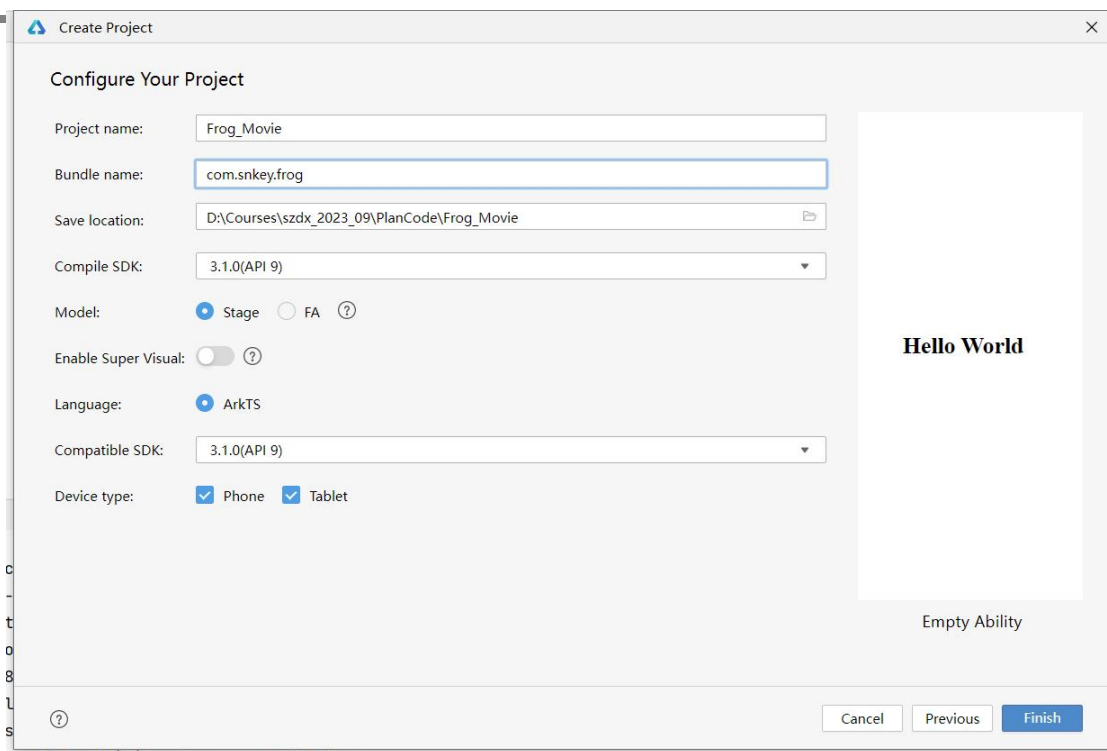 Create Project
Configure Your Project
Project name: Frog_Movie
Bundle name: com.snkey.frog
Save location: D:\Courses\szdx_2023_09\PlanCode\Frog_Movie
Compile SDK: 3.1.0(API 9)
Model: Stage FA ?
Enable Super Visual: ?
Language: ArkTS
Compatible SDK: 3.1.0(API 9)
Device type: Phone Tablet
Hello World
Empty Ability
c
-
t
o
8
l
s
?
Cancel Previous Finish